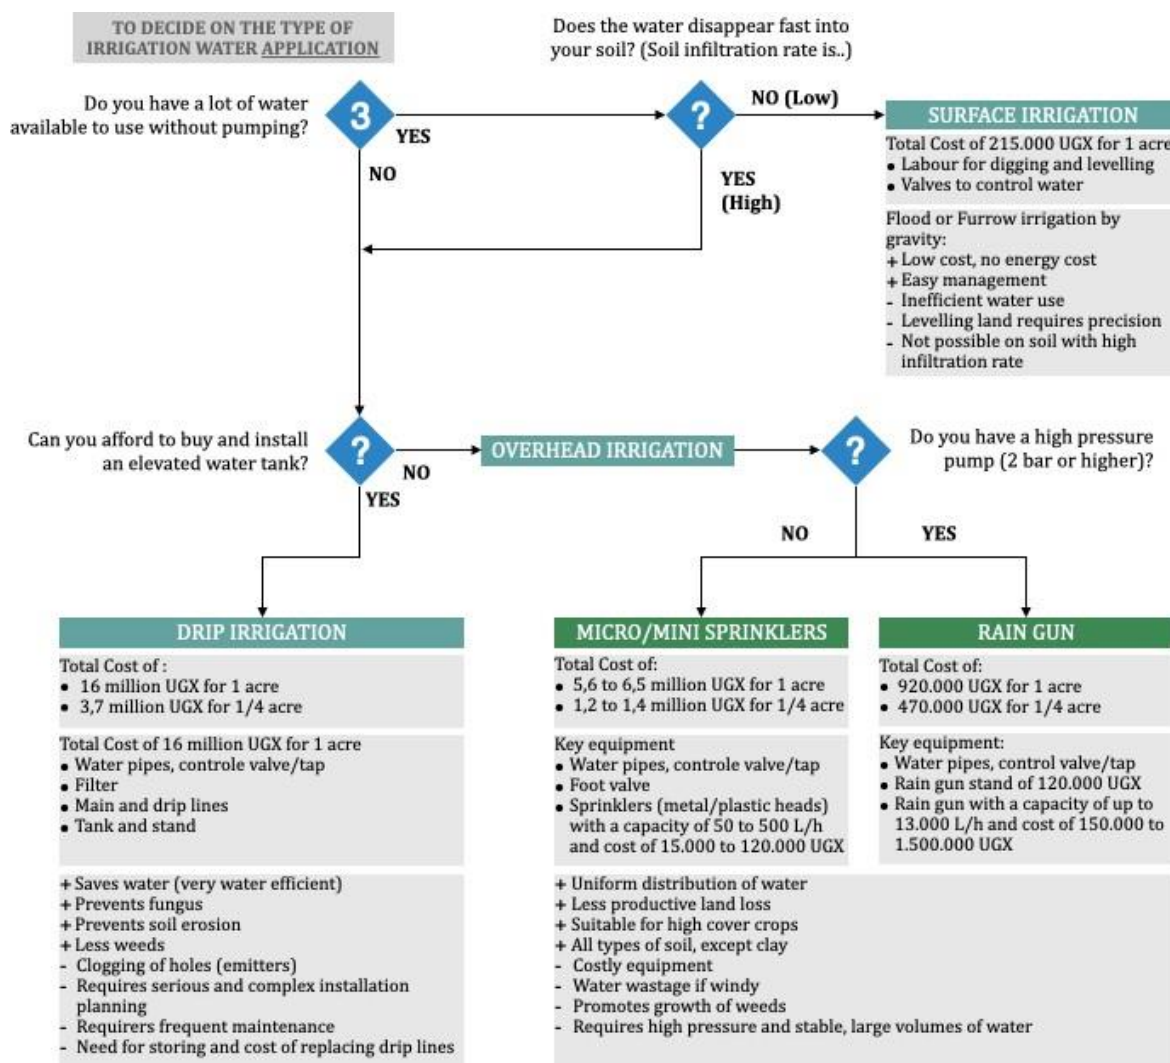 TO DECIDE ON THE TYPE OF
IRRIGATION WATER APPLICATION
Does the water disappear fast into
your soil? (Soil infiltration rate is..)
Do you have a lot of water
available to use without pumping?
3
YES
NO
?
NO (Low)
YES
(High)
SURFACE IRRIGATION
Total Cost of 215.000 UGX for 1 acre
• Labour for digging and levelling
• Valves to control water
Flood or Furrow irrigation by
gravity:
+ Low cost, no energy cost
+ Easy management
- Inefficient water use
- Levelling land requires precision
- Not possible on soil with high
infiltration rate
Can you afford to buy and install
an elevated water tank?
?
NO
YES
OVERHEAD IRRIGATION
?
Do you have a high pressure
pump (2 bar or higher)?
NO
YES
DRIP IRRIGATION
Total Cost of :
• 16 million UGX for 1 acre
• 3,7 million UGX for 1/4 acre
Total Cost of 16 million UGX for 1 acre
• Water pipes, controle valve/tap
• Filter
• Main and drip lines
• Tank and stand
+ Saves water (very water efficient)
+ Prevents fungus
+ Prevents soil erosion
+ Less weeds
- Clogging of holes (emitters)
- Requires serious and complex installation
planning
- Requirers frequent maintenance
- Need for storing and cost of replacing drip lines
MICRO/MINI SPRINKLERS
Total Cost of:
• 5,6 to 6,5 million UGX for 1 acre
• 1,2 to 1,4 million UGX for 1/4 acre
Key equipment
• Water pipes, controle valve/tap
• Foot valve
• Sprinklers (metal/plastic heads)
with a capacity of 50 to 500 L/h
and cost of 15.000 to 120.000 UGX
RAIN GUN
Total Cost of:
• 920.000 UGX for 1 acre
• 470.000 UGX for 1/4 acre
Key equipment:
• Water pipes, control valve/tap
• Rain gun stand of 120.000 UGX
• Rain gun with a capacity of up to
13.000 L/h and cost of 150.000 to
1.500.000 UGX
+ Uniform distribution of water
+ Less productive land loss
+ Suitable for high cover crops
+ All types of soil, except clay
- Costly equipment
- Water wastage if windy
- Promotes growth of weeds
- Requires high pressure and stable, large volumes of water